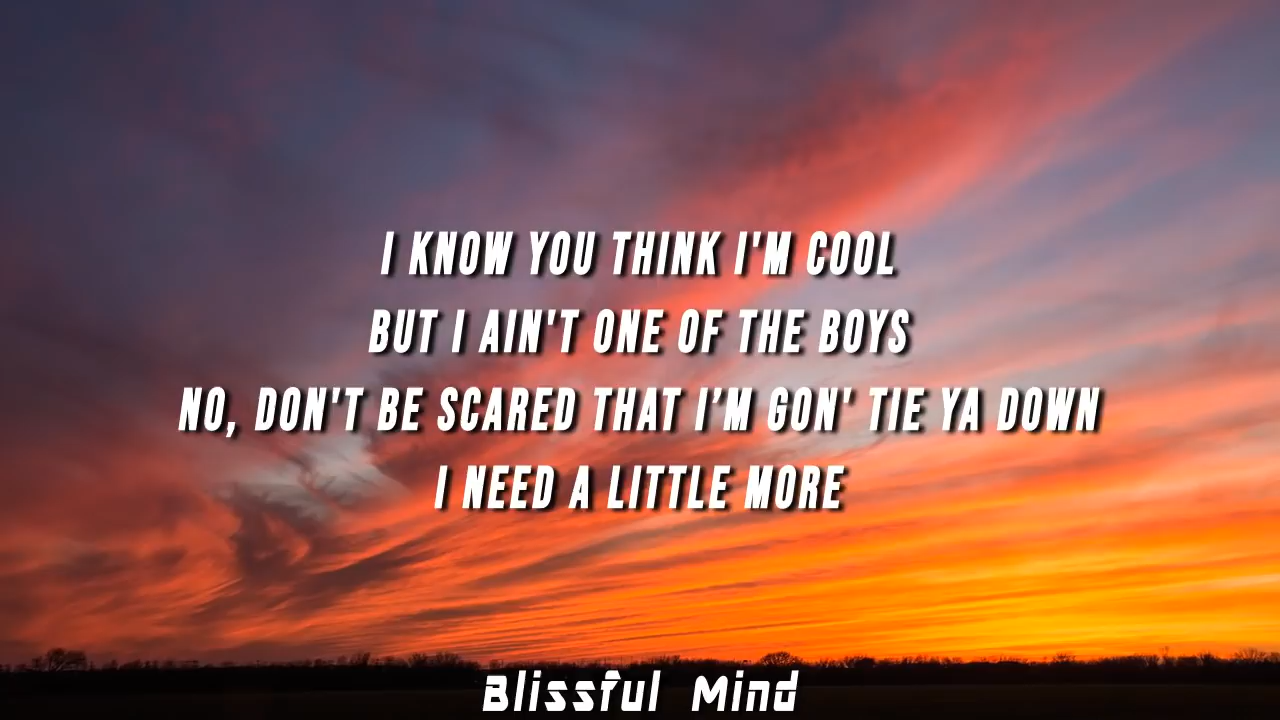 I KNOW YOU THINK I'M COOL
BUT I AIN'T ONE OF THE BOYS
NO, DON'T BE SCARED THAT I’M GON' TIE YA DOWN
I NEED A LITTLE MORE
Blissful Mind